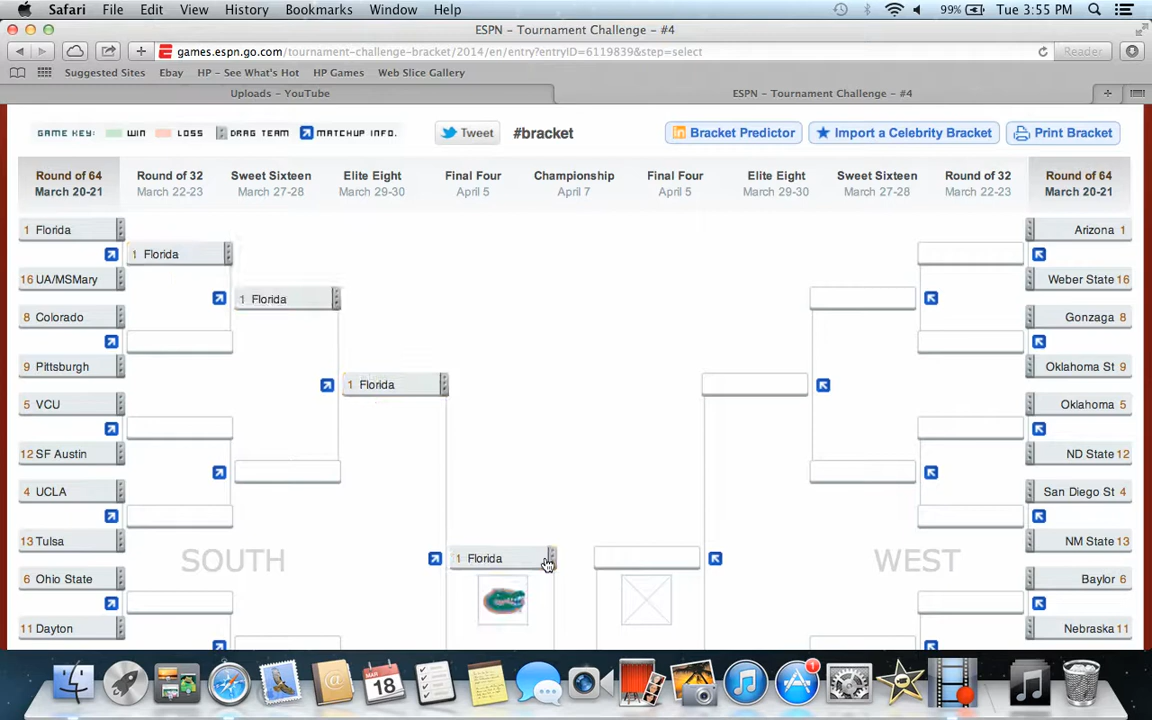 Safari File Edit View History Bookmarks Window Help 99% Tue 3:55 PM
ESPN - Tournament Challenge - #4
games.espn.go.com/tournament-challenge-bracket/2014/en/entry?entryID=6119839&step=select Reader
Suggested Sites Ebay HP - See What's Hot HP Games Web Slice Gallery
Uploads - YouTube ESPN - Tournament Challenge - #4
GAME KEY: WIN LOSS DRAG TEAM MATCHUP INFO. Tweet #bracket Bracket Predictor Import a Celebrity Bracket Print Bracket
Round of 64 Round of 32 Sweet Sixteen Elite Eight Final Four Championship Final Four Elite Eight Sweet Sixteen Round of 32 Round of 64
March 20-21 March 22-23 March 27-28 March 29-30 April 5 April 7 April 5 March 29-30 March 27-28 March 22-23 March 20-21
1 Florida Arizona 1
1 Florida
16 UA/MSMary Weber State 16
1 Florida
8 Colorado Gonzaga 8
9 Pittsburgh Oklahoma St 9
1 Florida
5 VCU Oklahoma 5
12 SF Austin ND State 12
4 UCLA San Diego St 4
13 Tulsa NM State 13
SOUTH 1 Florida WEST
6 Ohio State Baylor 6
11 Dayton Nebraska 11
MAR
18
1